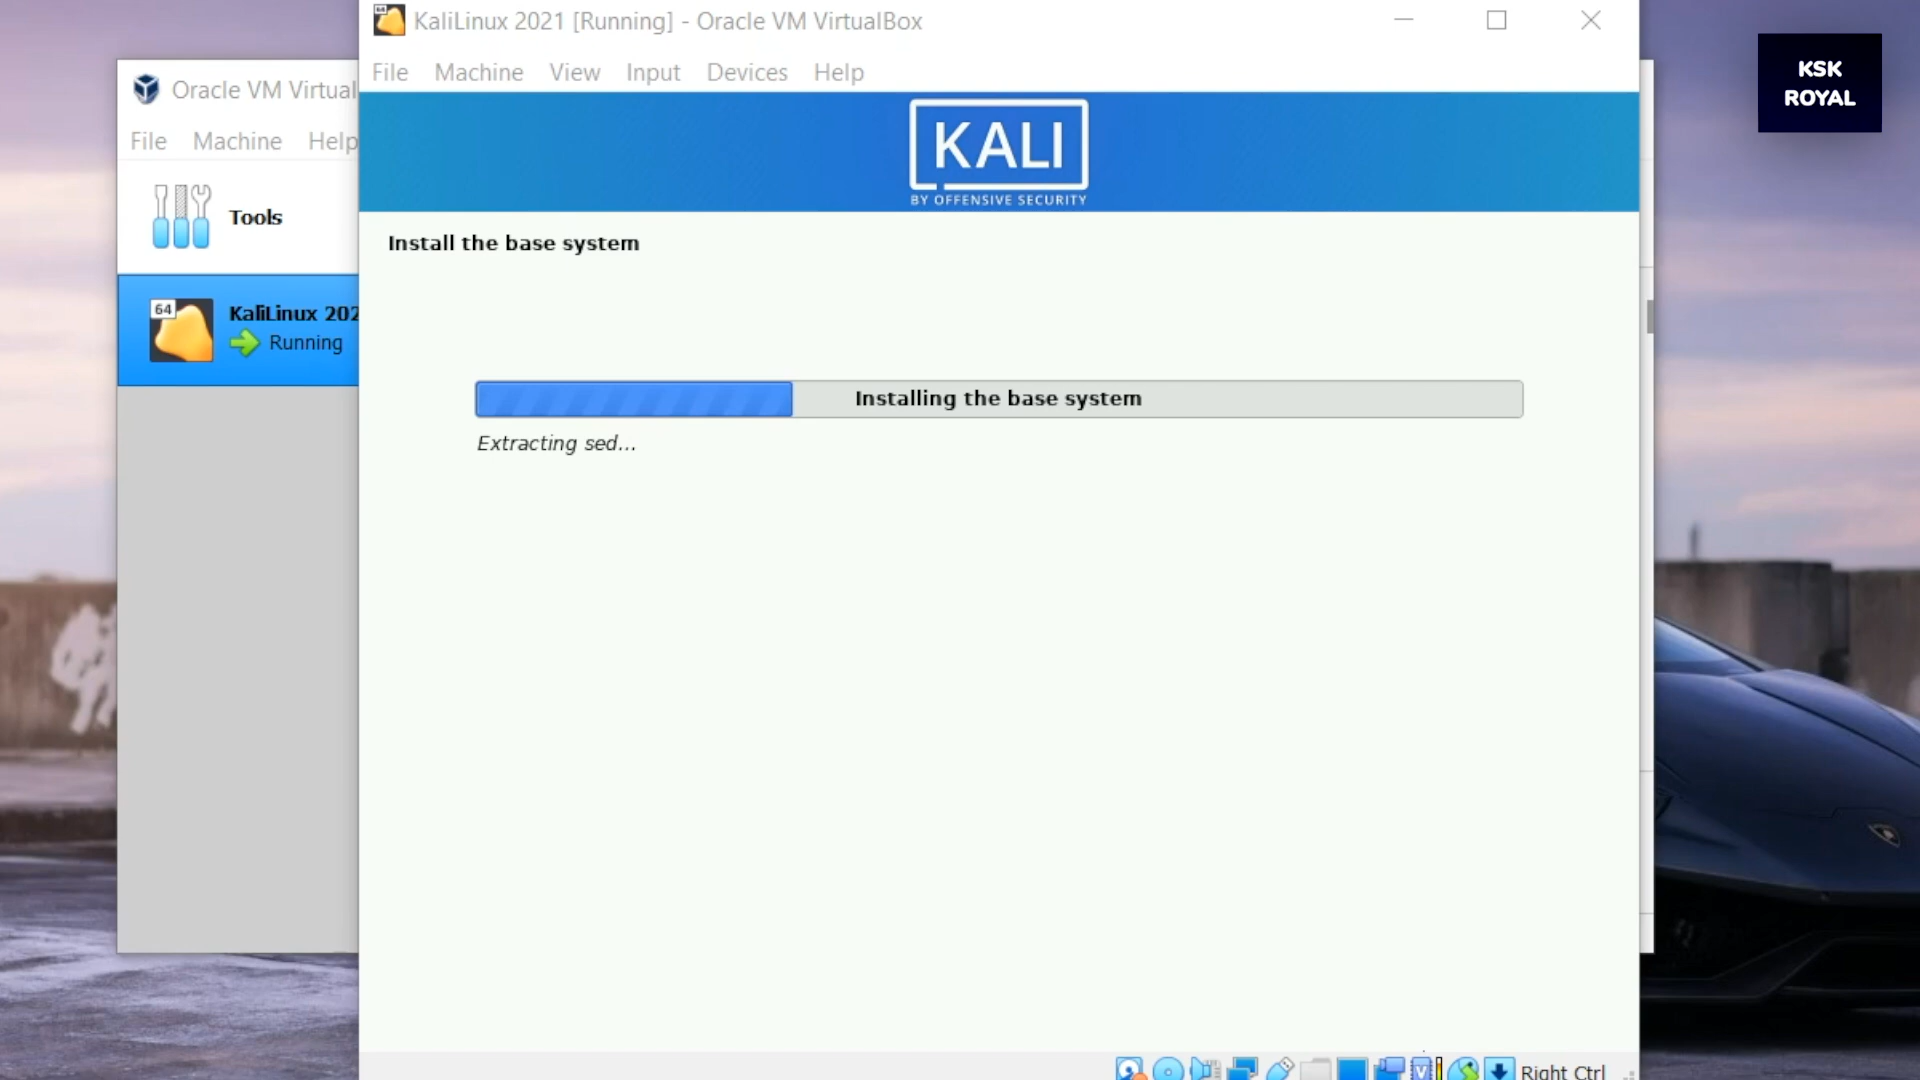 KaliLinux 2021 [Running] - Oracle VM VirtualBox
File Machine View Input Devices Help
KSK
ROYAL
Oracle VM Virtual
File Machine Help
KALI
BY OFFENSIVE SECURITY
Tools
Install the base system
64
KaliLinux 202
Running
Installing the base system
Extracting sed...
Right Ctrl